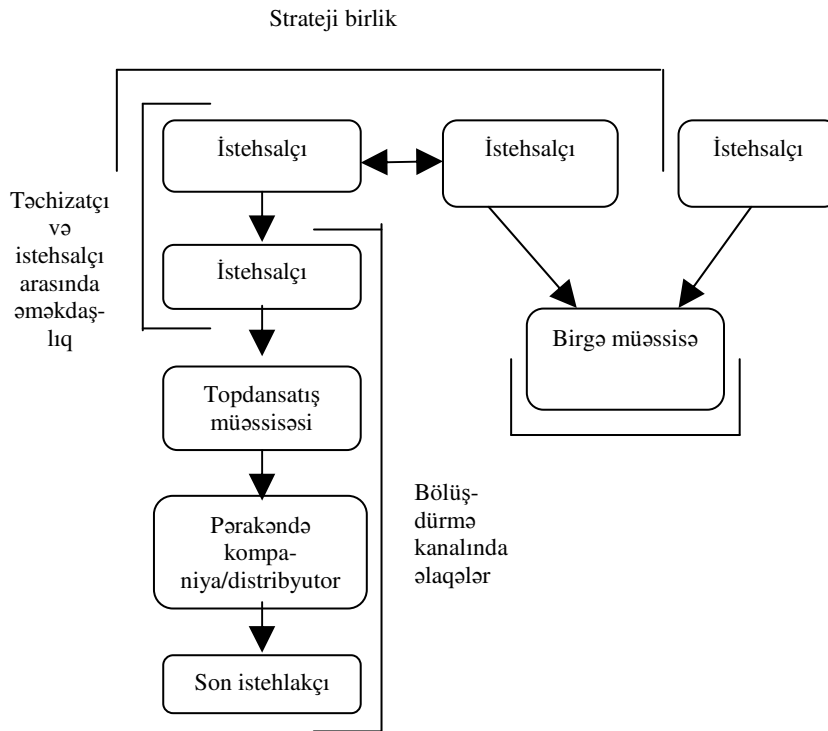 Strateji birlik
İstehsalçı
İstehsalçı
İstehsalçı
Təchizatçı
və
istehsalçı
arasında
əməkdaş-
lıq
İstehsalçı
Birgə müəssisə
Topdansatış
müəssisəsi
Pərakəndə
kompa-
niya/distribyutor
Bölüş-
dürmə
kanalında
əlaqələr
Son istehlakçı